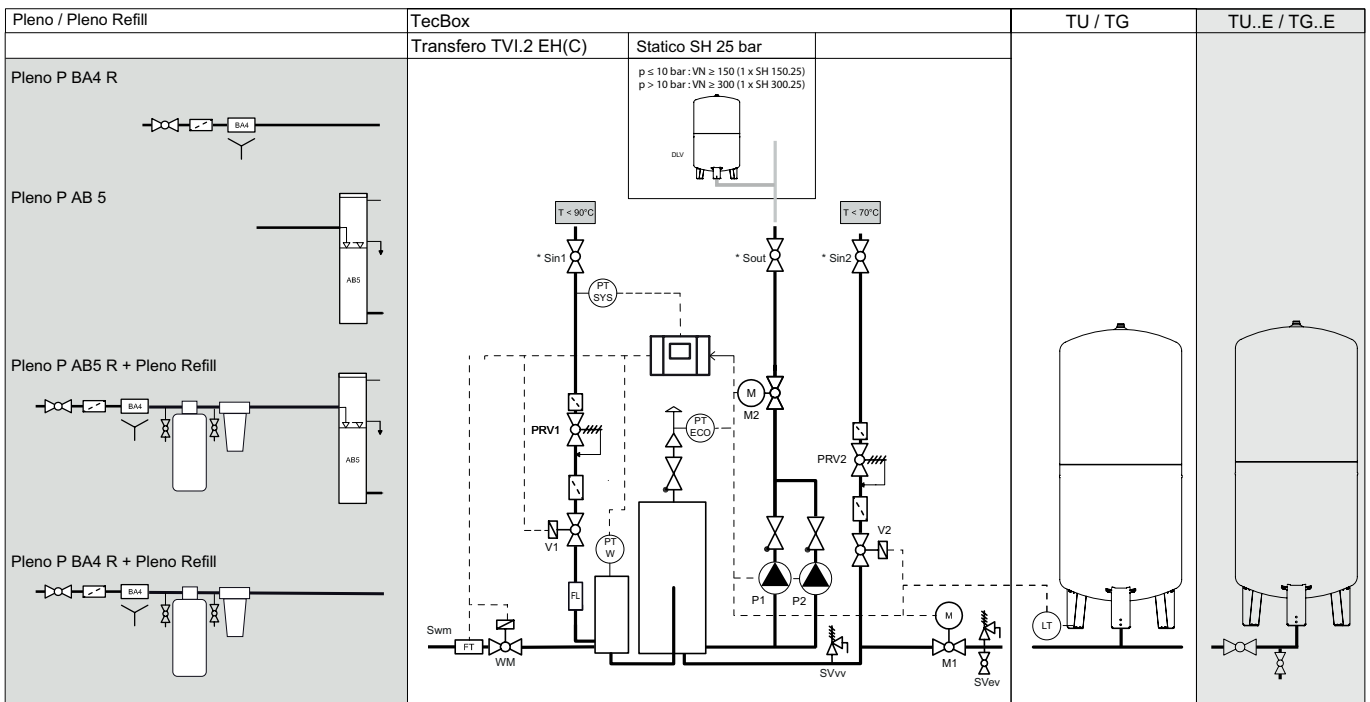 Pleno / Pleno Refill
TecBox
TU / TG
TU..E / TG..E
Transfero TVI.2 EH(C)
Statico SH 25 bar
p ≤ 10 bar : VN ≥ 150 (1 x SH 150.25)
p > 10 bar : VN ≥ 300 (1 x SH 300.25)
DLV
Pleno P BA4 R
BA4
Pleno P AB 5
AB5
Pleno P AB5 R + Pleno Refill
BA4
AB5
Pleno P BA4 R + Pleno Refill
BA4
T < 90°C
T < 70°C
* Sin1
* Sout
* Sin2
PT
SYS
M
M2
PRV1
PT
ECO
PRV2
V1
PT
W
V2
FL
P1
P2
Swm
FT
WM
SVvv
M
M1
SVev
LT